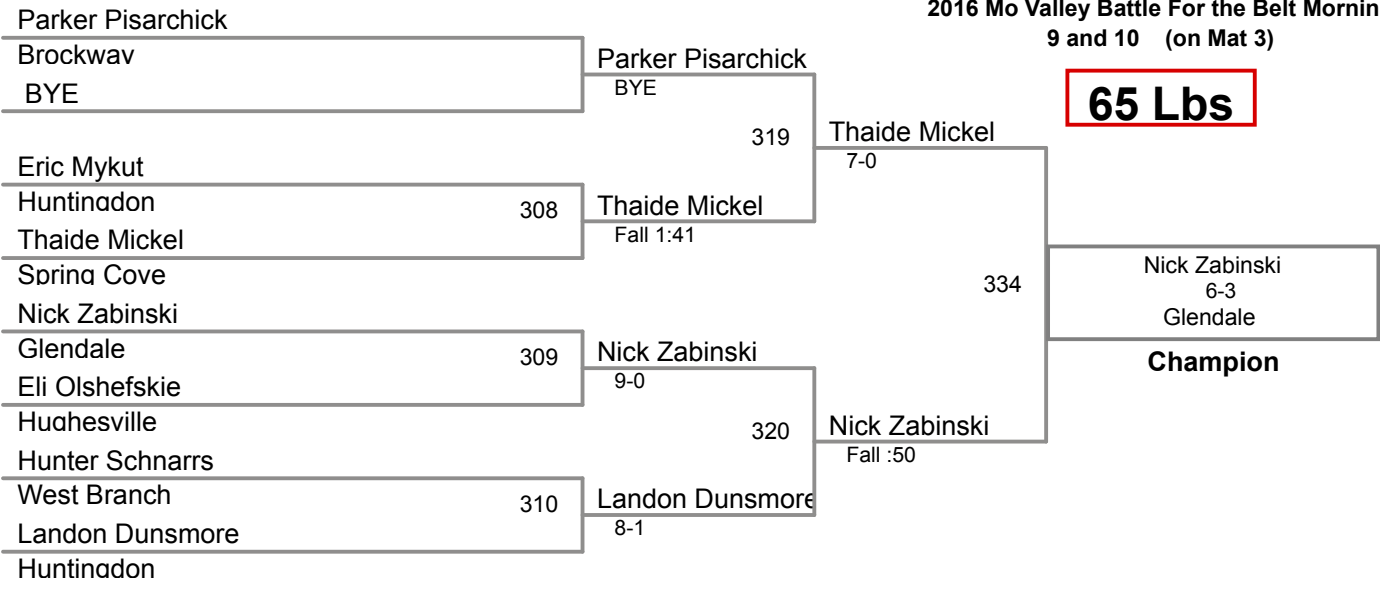 2016 Mo Valley Battle For the Belt Mornin
9 and 10 (on Mat 3)
65 Lbs
Parker Pisarchick
Brockway
BYE
Eric Mykut
Huntingdon
308
Thaide Mickel
Spring Cove
Nick Zabinski
Glendale
309
Eli Olshefskie
Hughesville
Hunter Schnarrs
West Branch
310
Landon Dunsmore
Huntingdon
Parker Pisarchick
BYE
319
Thaide Mickel
Fall 1:41
Nick Zabinski
9-0
320
Landon Dunsmore
8-1
Thaide Mickel
7-0
334
Nick Zabinski
Fall :50
Nick Zabinski
6-3
Glendale
Champion